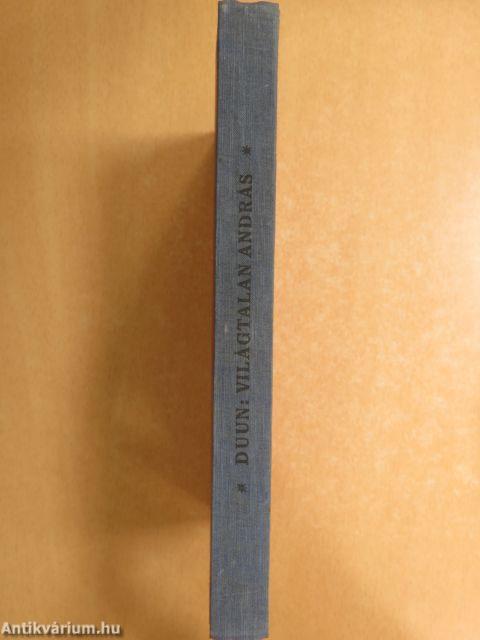 * DUUN: VILÁGTALAN ANDRÁS *
Antikvárium.hu